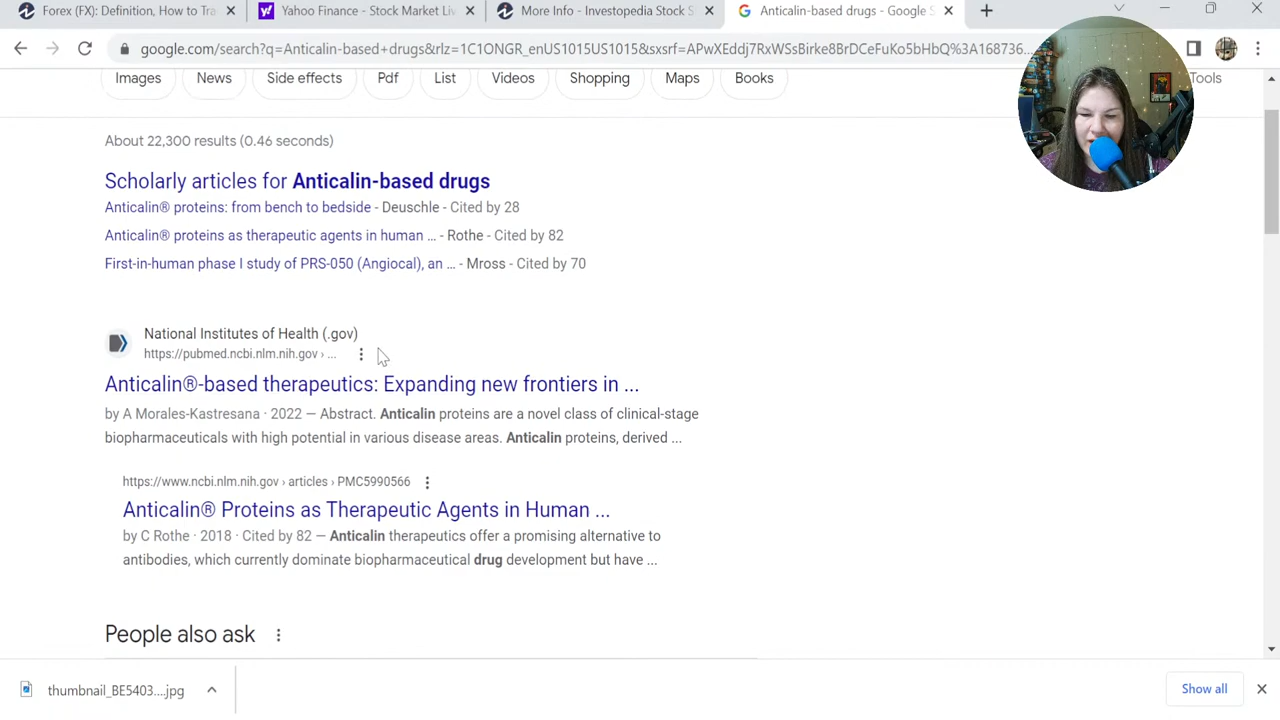 Forex (FX): Definition, How to Tra
Yahoo Finance - Stock Market Liv
More Info - Investopedia Stock S
Anticalin-based drugs - Google S
google.com/search?q=Anticalin-based+drugs&rlz=1C1ONGR_enUS1015US1015&sxsrf=APwXEddj7RxWSsBirke8BrDCeFuKo5bHbQ%3A168736...
Images
News
Side effects
Pdf
List
Videos
Shopping
Maps
Books
Tools
About 22,300 results (0.46 seconds)
Scholarly articles for Anticalin-based drugs
Anticalin® proteins: from bench to bedside - Deuschle - Cited by 28
Anticalin® proteins as therapeutic agents in human ... - Rothe - Cited by 82
First-in-human phase I study of PRS-050 (Angiocal), an ... - Mross - Cited by 70
National Institutes of Health (.gov)
https://pubmed.ncbi.nlm.nih.gov › ...
Anticalin®-based therapeutics: Expanding new frontiers in ...
by A Morales-Kastresana · 2022 — Abstract. Anticalin proteins are a novel class of clinical-stage
biopharmaceuticals with high potential in various disease areas. Anticalin proteins, derived ...
https://www.ncbi.nlm.nih.gov › articles › PMC5990566
Anticalin® Proteins as Therapeutic Agents in Human ...
by C Rothe · 2018 · Cited by 82 — Anticalin therapeutics offer a promising alternative to
antibodies, which currently dominate biopharmaceutical drug development but have ...
People also ask
thumbnail_BE5403....jpg
Show all